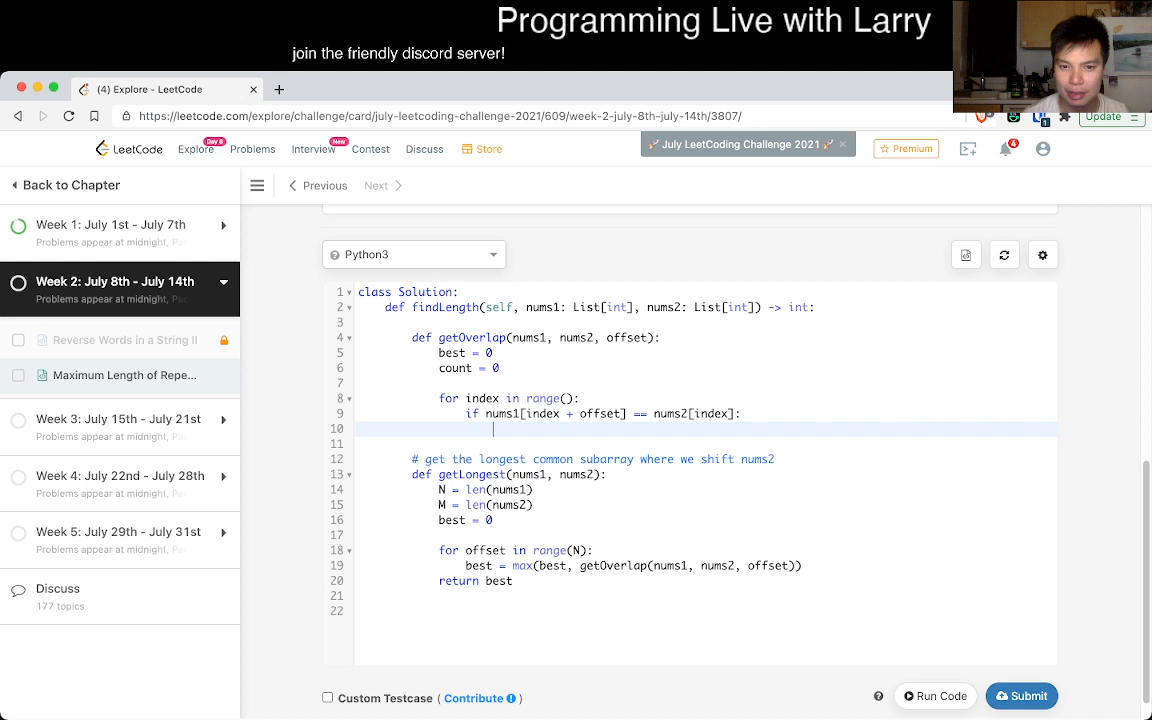 Programming Live with Larry
join the friendly discord server!
(4) Explore - LeetCode
https://leetcode.com/explore/challenge/card/july-leetcoding-challenge-2021/609/week-2-july-8th-july-14th/3807/
Update
LeetCode
Explore
Day 8
Problems
Interview
New
Contest
Discuss
Store
🚀 July LeetCoding Challenge 2021 🚀
Premium
4
Back to Chapter
Previous
Next
Week 1: July 1st - July 7th
Problems appear at midnight, Pa
Week 2: July 8th - July 14th
Problems appear at midnight, Pac
Reverse Words in a String II
Maximum Length of Repe...
Week 3: July 15th - July 21st
Problems appear at midnight, Pa
Week 4: July 22nd - July 28th
Problems appear at midnight, Pa
Week 5: July 29th - July 31st
Problems appear at midnight, Pa
Discuss
177 topics
Python3
1 class Solution:
2 def findLength(self, nums1: List[int], nums2: List[int]) -> int:
3
4 def getOverlap(nums1, nums2, offset):
5 best = 0
6 count = 0
7
8 for index in range():
9 if nums1[index + offset] == nums2[index]:
10
11
12 # get the longest common subarray where we shift nums2
13 def getLongest(nums1, nums2):
14 N = len(nums1)
15 M = len(nums2)
16 best = 0
17
18 for offset in range(N):
19 best = max(best, getOverlap(nums1, nums2, offset))
20 return best
21
22
Custom Testcase ( Contribute )
Run Code
Submit